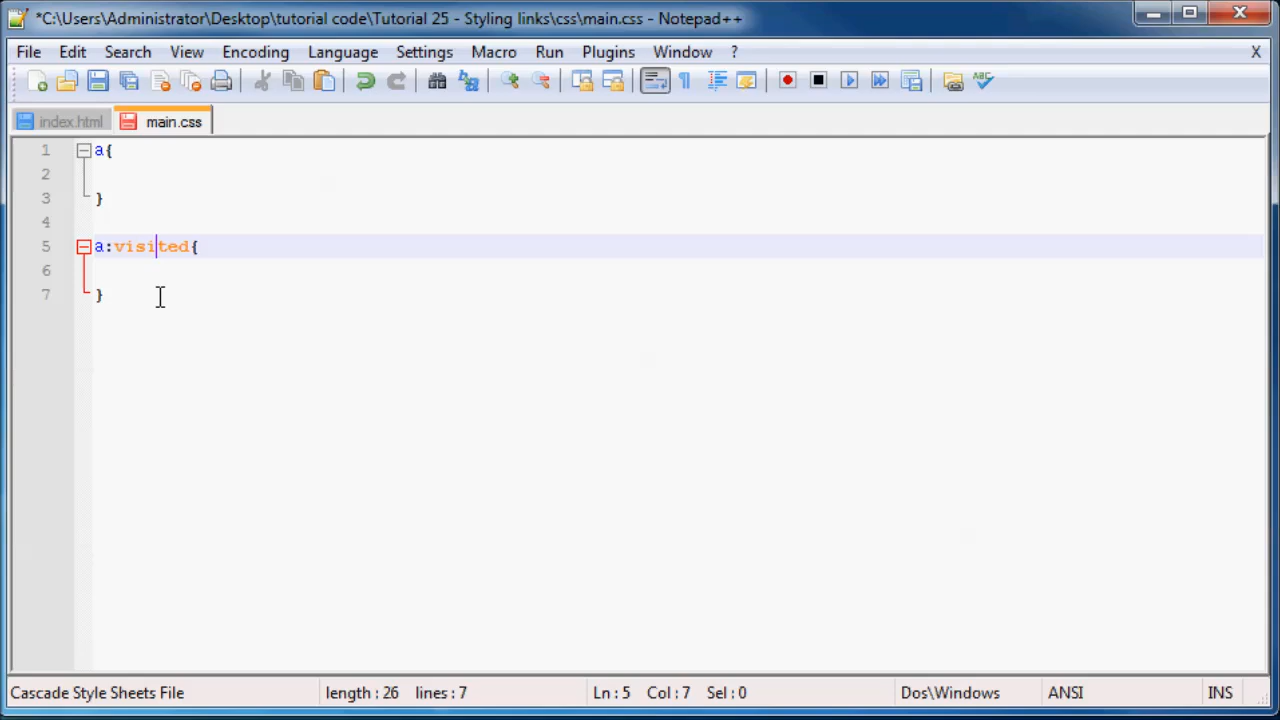 *C:\Users\Administrator\Desktop\tutorial code\Tutorial 25 - Styling links\css\main.css - Notepad++
File Edit Search View Encoding Language Settings Macro Run Plugins Window ? X
ABC
index.html main.css
1 a{
2
3 }
4
5 a:visited{
6
7 }
Cascade Style Sheets File length : 26 lines : 7 Ln : 5 Col : 7 Sel : 0 Dos\Windows ANSI INS